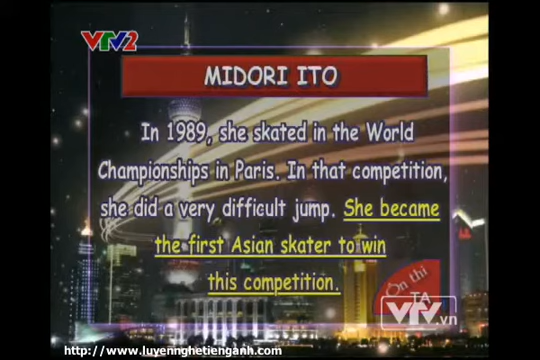 VTV2
MIDORI ITO
In 1989, she skated in the World
Championships in Paris. In that competition,
she did a very difficult jump. She became
the first Asian skater to win
this competition.
Ôn thi
TA
VTV.vn
http://www.luyennghetienganh.com